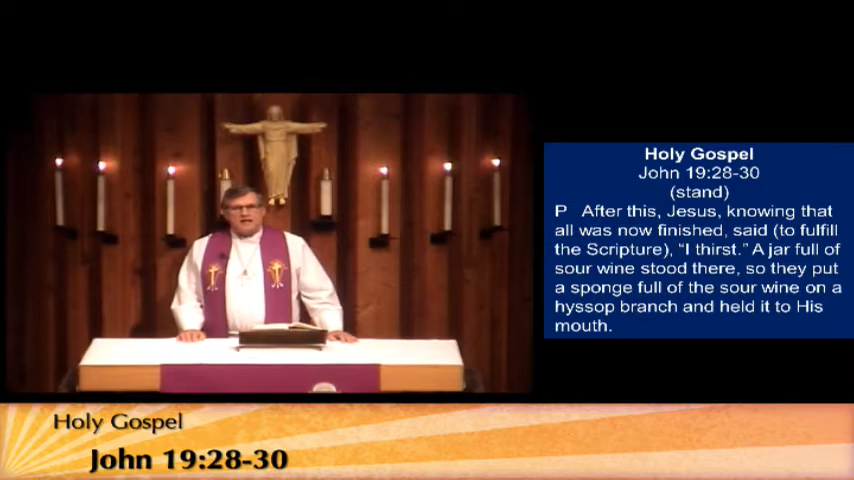 Holy Gospel
John 19:28-30
(stand)
P After this, Jesus, knowing that
all was now finished, said (to fulfill
the Scripture), “I thirst.” A jar full of
sour wine stood there, so they put
a sponge full of the sour wine on a
hyssop branch and held it to His
mouth.
Holy Gospel
John 19:28-30